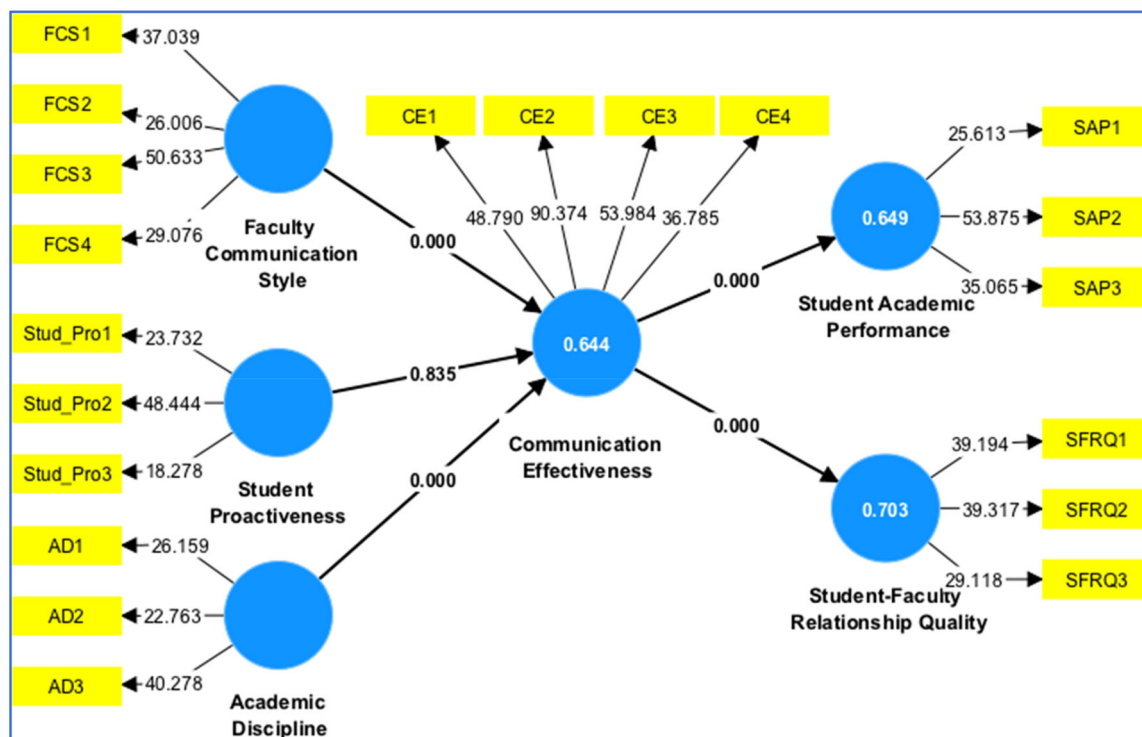 FCS1
37.039
FCS2
26.006
FCS3
50.633
FCS4
29.076
Faculty
Communication
Style
Stud_Pro1
23.732
Stud_Pro2
48.444
Stud_Pro3
18.278
Student
Proactiveness
AD1
26.159
AD2
22.763
AD3
40.278
Academic
Discipline
0.000
0.835
0.000
CE1
CE2
CE3
CE4
48.790
90.374
53.984
36.785
0.644
Communication
Effectiveness
0.000
0.000
0.649
Student Academic
Performance
25.613
SAP1
53.875
SAP2
35.065
SAP3
0.703
Student-Faculty
Relationship Quality
39.194
SFRQ1
39.317
SFRQ2
29.118
SFRQ3